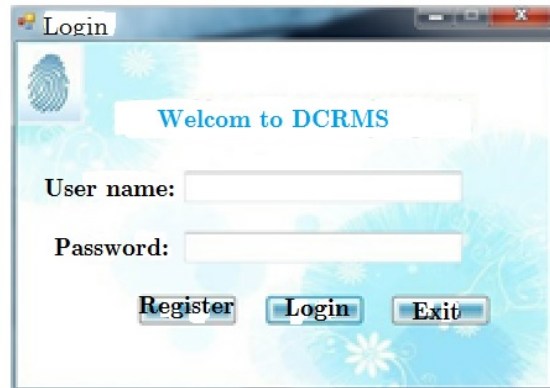 Login
Welcom to DCRMS
User name:
Password:
Register Login Exit